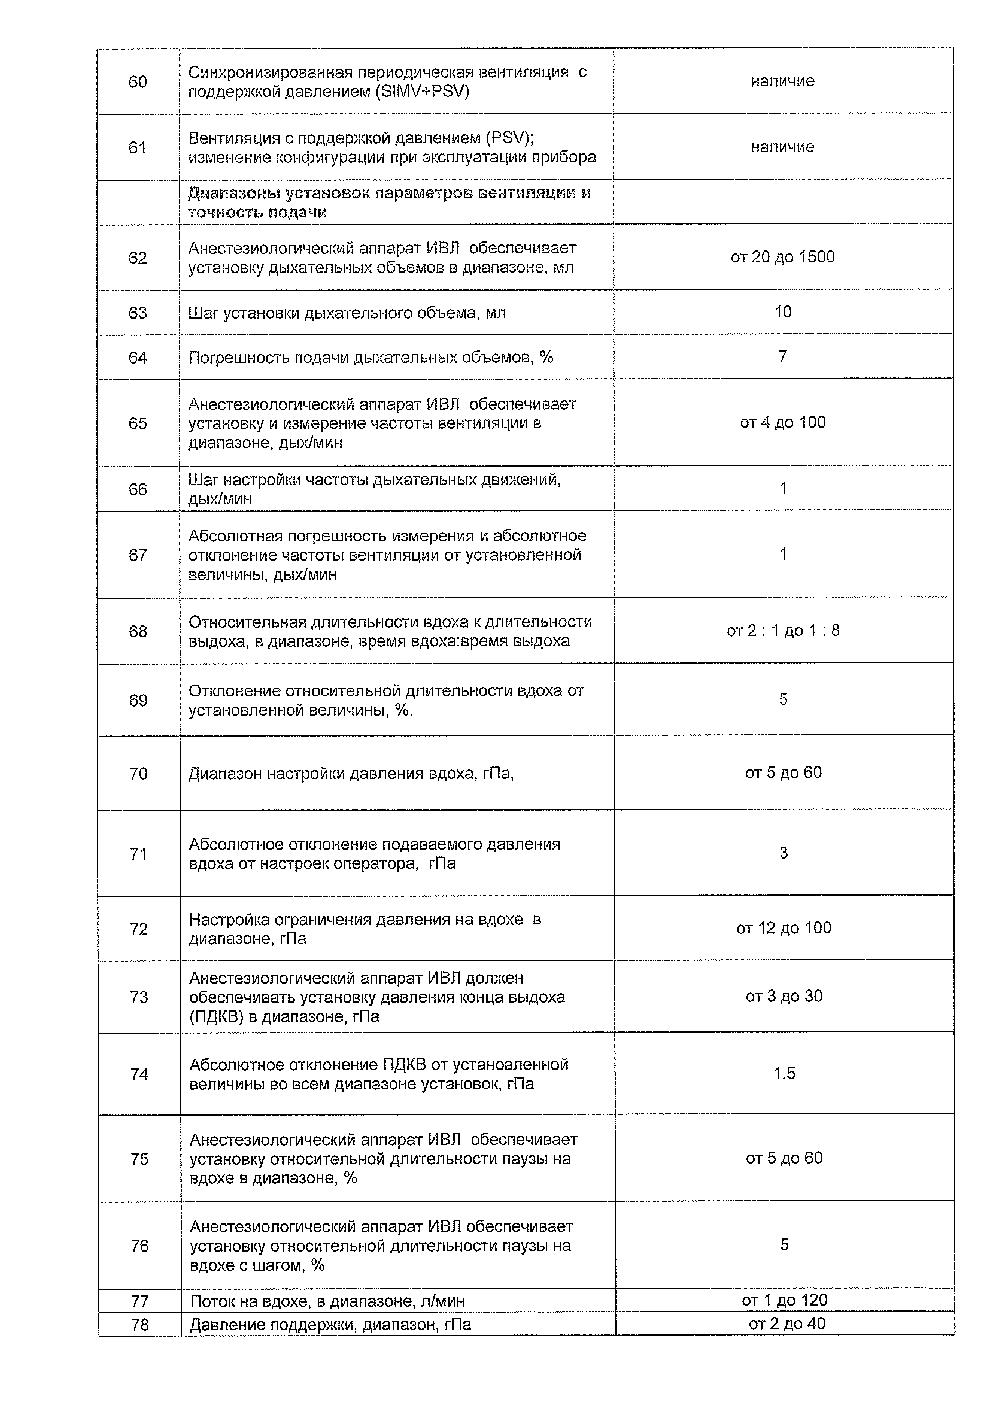 60
Синхронизированная периодическая вентиляция с
поддержкой давлением (SIMV+PSV)
наличие
61
Вентиляция с поддержкой давлением (PSV);
изменение конфигурации при эксплуатации прибора
наличие
Диапазоны установок параметров вентиляции и
точность подачи
62
Анестезиологический аппарат ИВЛ обеспечивает
установку дыхательных объемов в диапазоне, мл
от 20 до 1500
63
Шаг установки дыхательного объема, мл
10
64
Погрешность подачи дыхательных объемов, %
7
65
Анестезиологический аппарат ИВЛ обеспечивает
установку и измерение частоты вентиляции в
диапазоне, дых/мин
от 4 до 100
66
Шаг настройки частоты дыхательных движений,
дых/мин
1
67
Абсолютная погрешность измерения и абсолютное
отклонение частоты вентиляции от установленной
величины, дых/мин
1
68
Относительная длительности вдоха к длительности
выдоха, в диапазоне, время вдоха:время выдоха
от 2 : 1 до 1 : 8
69
Отклонение относительной длительности вдоха от
установленной величины, %.
5
70
Диапазон настройки давления вдоха, гПа,
от 5 до 60
71
Абсолютное отклонение подаваемого давления
вдоха от настроек оператора, гПа
3
72
Настройка ограничения давления на вдохе в
диапазоне, гПа
от 12 до 100
73
Анестезиологический аппарат ИВЛ должен
обеспечивать установку давления конца выдоха
(ПДКВ) в диапазоне, гПа
от 3 до 30
74
Абсолютное отклонение ПДКВ от установленной
величины во всем диапазоне установок, гПа
1.5
75
Анестезиологический аппарат ИВЛ обеспечивает
установку относительной длительности паузы на
вдохе в диапазоне, %
от 5 до 60
76
Анестезиологический аппарат ИВЛ обеспечивает
установку относительной длительности паузы на
вдохе с шагом, %
5
77
Поток на вдохе, в диапазоне, л/мин
от 1 до 120
78
Давление поддержки, диапазон, гПа
от 2 до 40